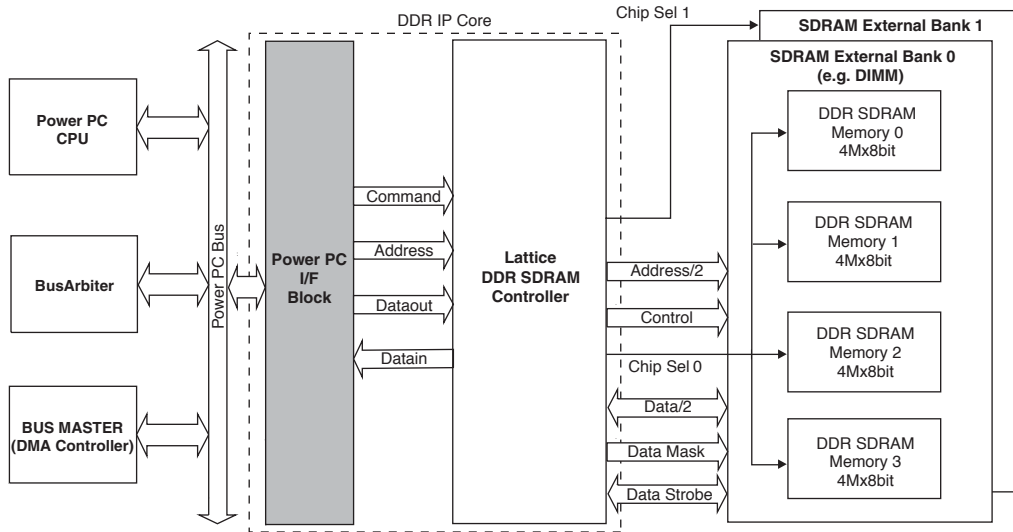 DDR IP Core
Chip Sel 1
SDRAM External Bank 1
SDRAM External Bank 0
(e.g. DIMM)
Power PC
CPU
BusArbiter
BUS MASTER
(DMA Controller)
Power PC Bus
Power PC
I/F
Block
Command
Address
Dataout
Datain
Lattice
DDR SDRAM
Controller
Address/2
Control
Chip Sel 0
Data/2
Data Mask
Data Strobe
DDR SDRAM
Memory 0
4Mx8bit
DDR SDRAM
Memory 1
4Mx8bit
DDR SDRAM
Memory 2
4Mx8bit
DDR SDRAM
Memory 3
4Mx8bit